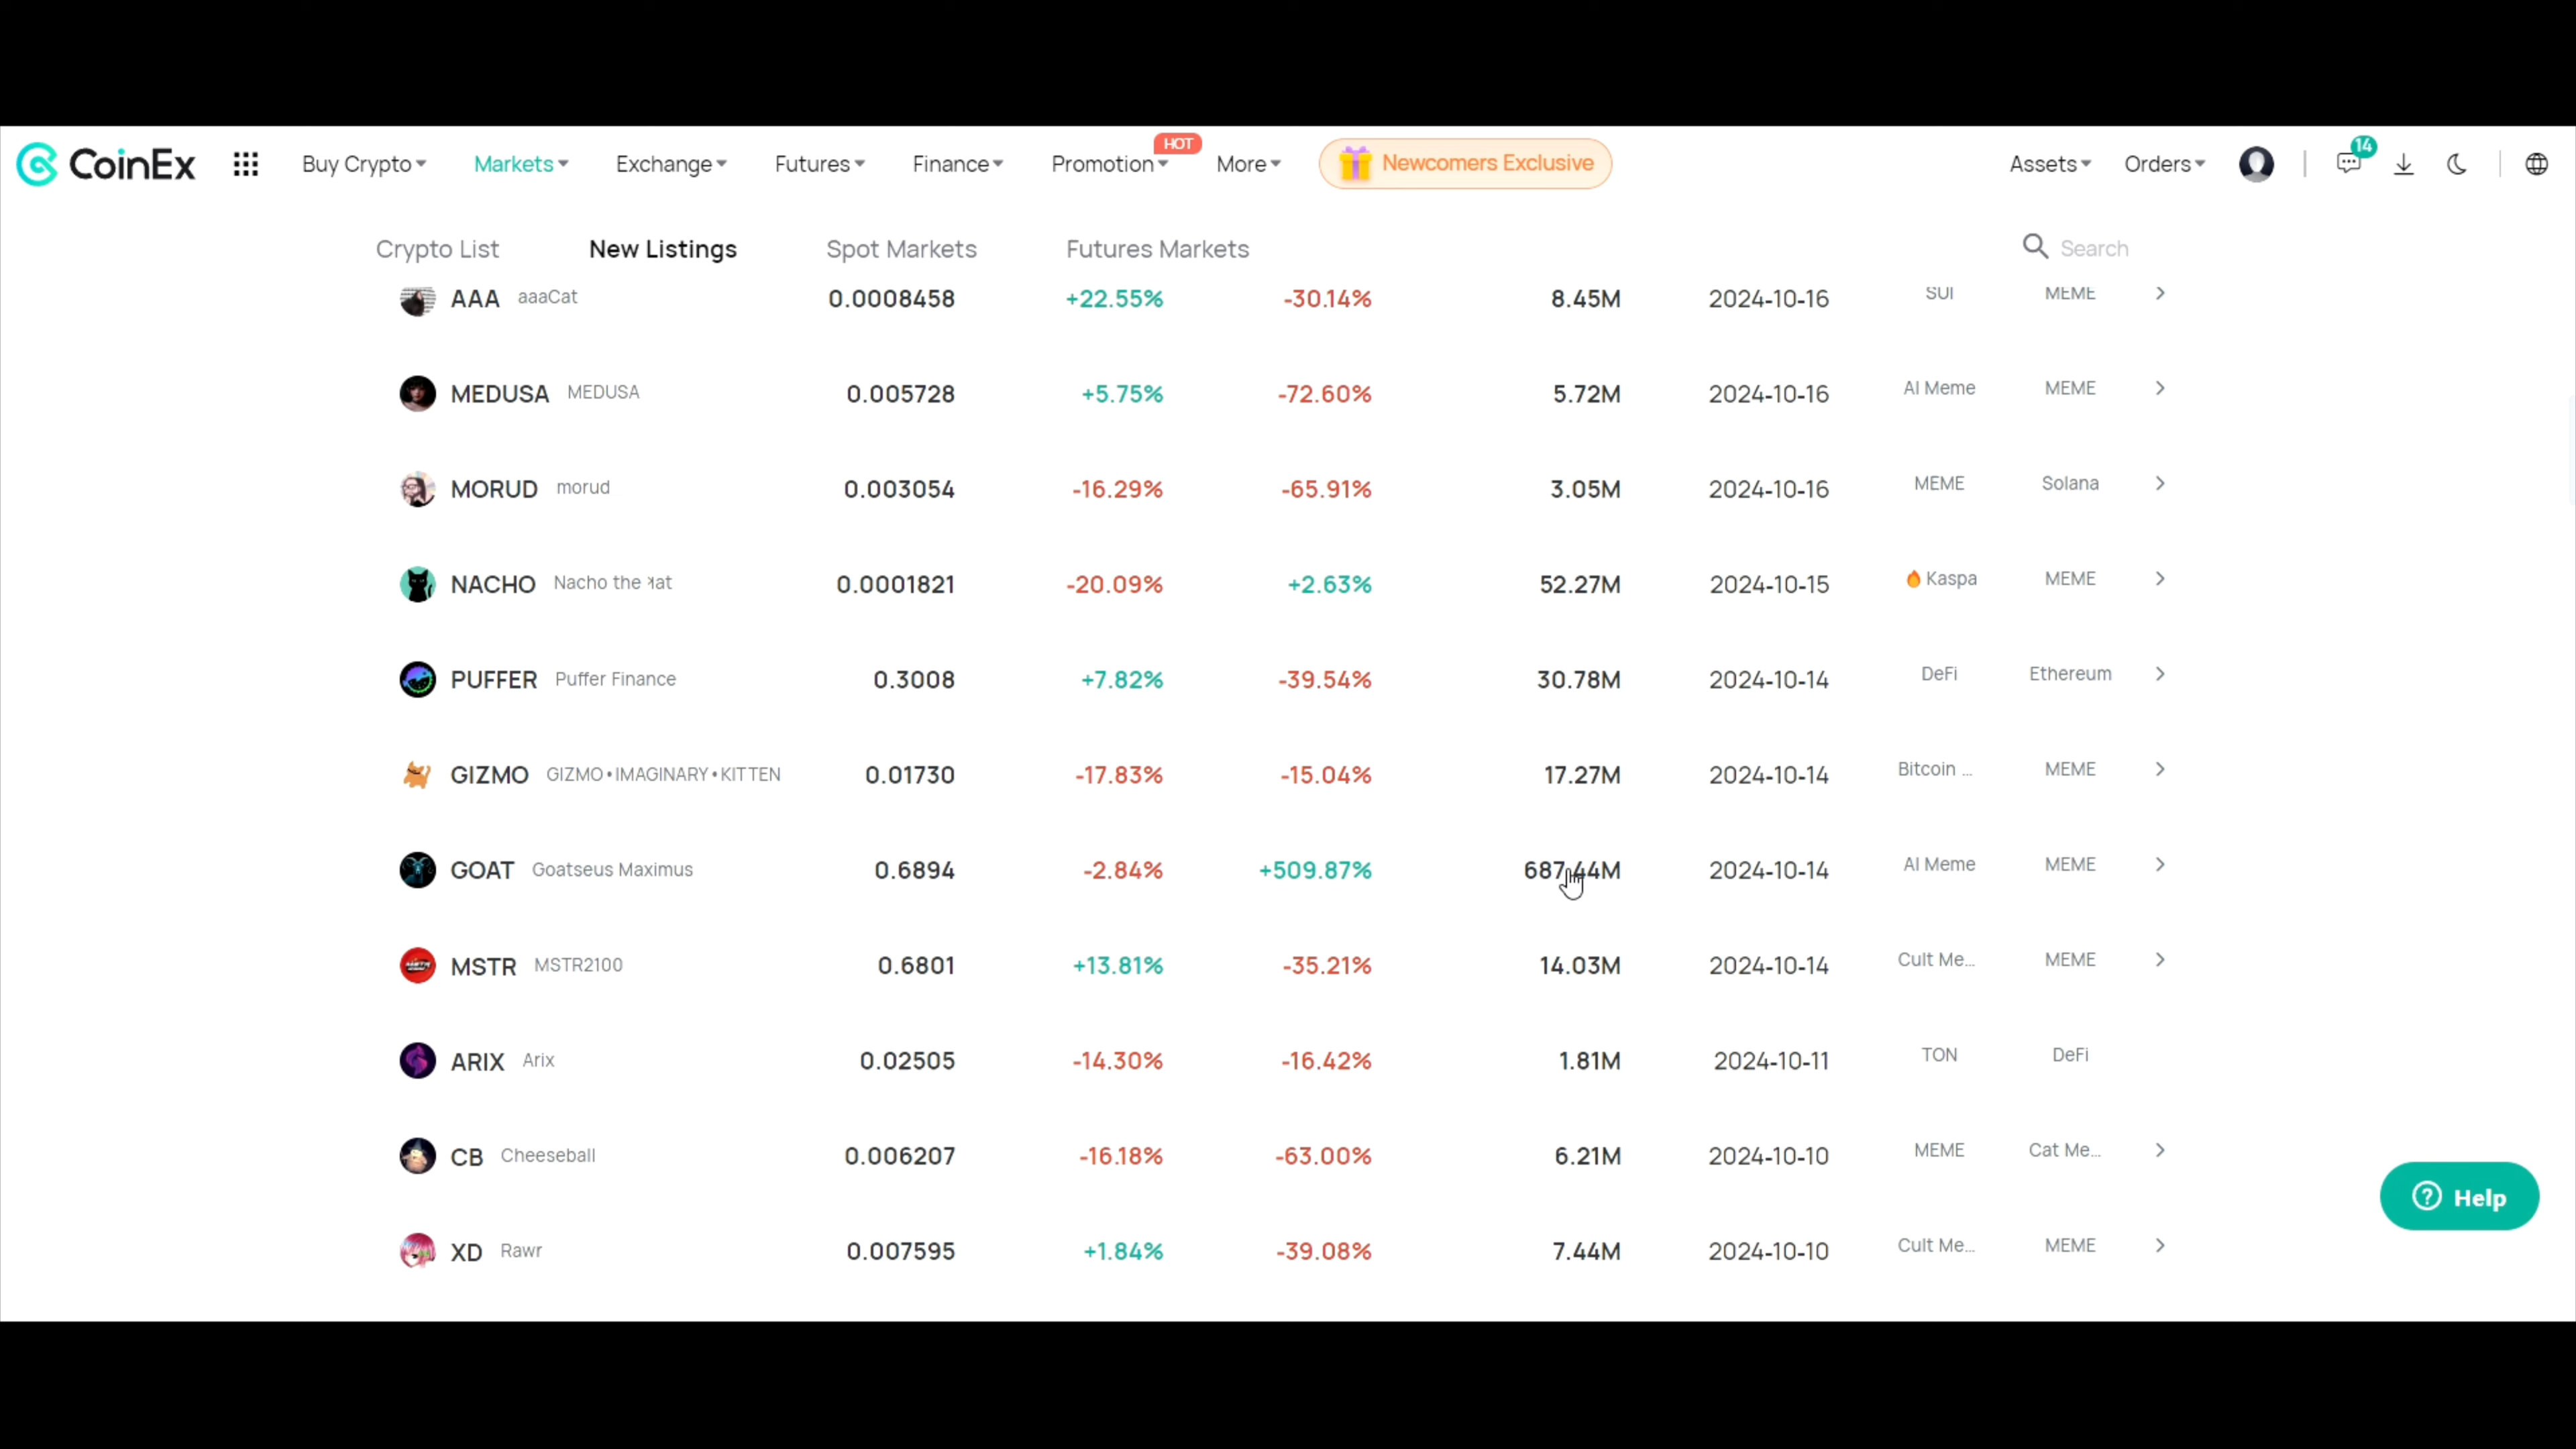 CoinEx Buy Crypto Markets Exchange Futures Finance Promotion HOT More Newcomers Exclusive Assets Orders 14
Crypto List New Listings Spot Markets Futures Markets Search
AAA aaaCat 0.0008458 +22.55% -30.14% 8.45M 2024-10-16 SUI MEME
MEDUSA MEDUSA 0.005728 +5.75% -72.60% 5.72M 2024-10-16 AI Meme MEME
MORUD morud 0.003054 -16.29% -65.91% 3.05M 2024-10-16 MEME Solana
NACHO Nacho the ʞat 0.0001821 -20.09% +2.63% 52.27M 2024-10-15 Kaspa MEME
PUFFER Puffer Finance 0.3008 +7.82% -39.54% 30.78M 2024-10-14 DeFi Ethereum
GIZMO GIZMO•IMAGINARY•KITTEN 0.01730 -17.83% -15.04% 17.27M 2024-10-14 Bitcoin ... MEME
GOAT Goatseus Maximus 0.6894 -2.84% +509.87% 687.44M 2024-10-14 AI Meme MEME
MSTR MSTR2100 0.6801 +13.81% -35.21% 14.03M 2024-10-14 Cult Me... MEME
ARIX Arix 0.02505 -14.30% -16.42% 1.81M 2024-10-11 TON DeFi
CB Cheeseball 0.006207 -16.18% -63.00% 6.21M 2024-10-10 MEME Cat Me...
XD Rawr 0.007595 +1.84% -39.08% 7.44M 2024-10-10 Cult Me... MEME
Help